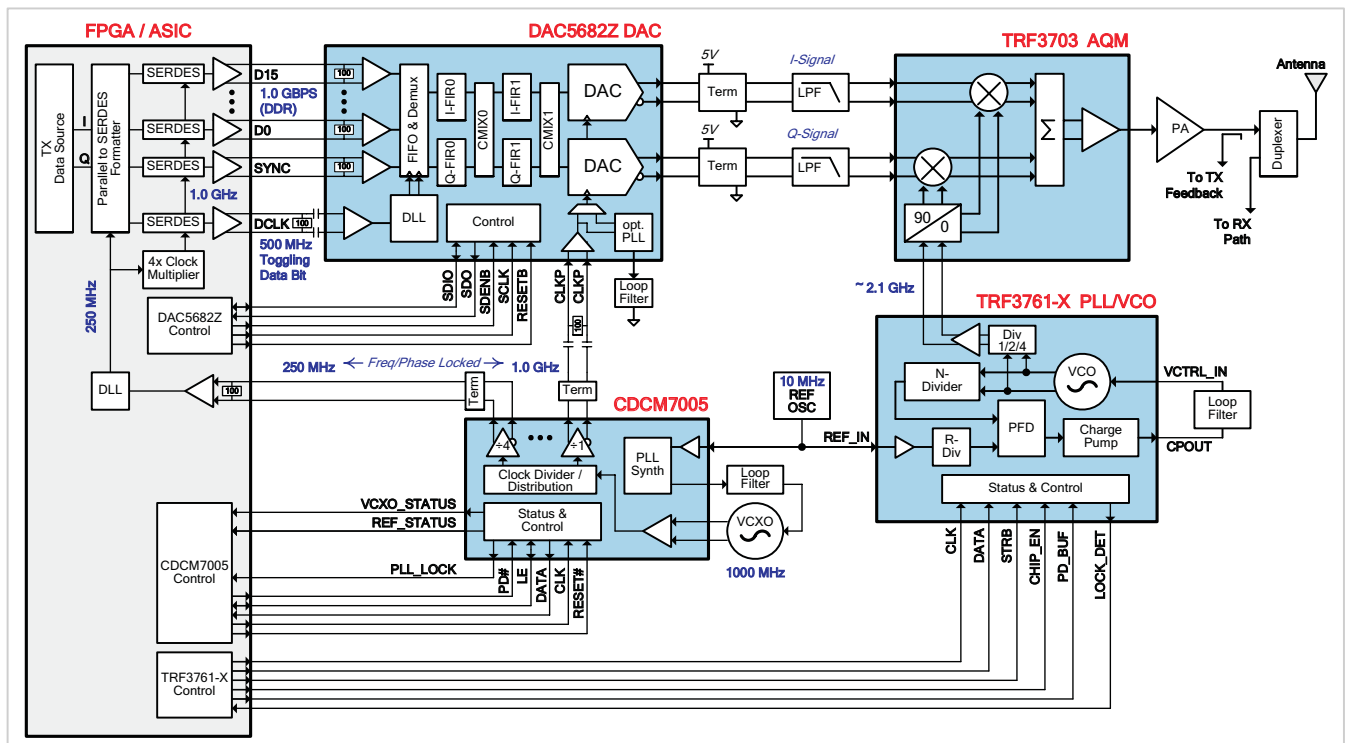 FPGA / ASIC
DAC5682Z DAC
TRF3703 AQM
TX
Data Source
I
Q
Parallel to SERDES
Formatter
SERDES
SERDES
SERDES
SERDES
4x Clock
Multiplier
1.0 GHz
250 MHz
DAC5682Z
Control
DLL
CDCM7005
Control
TRF3761-X
Control
D15
1.0 GBPS
(DDR)
D0
SYNC
DCLK
500 MHz
Toggling
Data Bit
100
100
100
100
FIFO & Demux
I-FIR0
Q-FIR0
CMIX0
I-FIR1
Q-FIR1
CMIX1
DAC
DAC
DLL
Control
opt.
PLL
Loop
Filter
SDIO
SDO
SDENB
SCLK
RESETB
CLKP
CLKP
100
5V
Term
I-Signal
LPF
5V
Term
Q-Signal
LPF
Σ
90
0
PA
Duplexer
Antenna
To TX
Feedback
To RX
Path
~ 2.1 GHz
TRF3761-X PLL/VCO
Div
1/2/4
N-
Divider
VCO
PFD
R-
Div
Charge
Pump
Status & Control
VCTRL_IN
Loop
Filter
CPOUT
REF_IN
10 MHz
REF
OSC
CLK
DATA
STRB
CHIP_EN
PD_BUF
LOCK_DET
250 MHz
Freq/Phase Locked
1.0 GHz
100
Term
Term
CDCM7005
÷4
÷1
Clock Divider /
Distribution
PLL
Synth
Loop
Filter
VCXO
1000 MHz
Status &
Control
VCXO_STATUS
REF_STATUS
PLL_LOCK
PD#
LE
DATA
CLK
RESET#